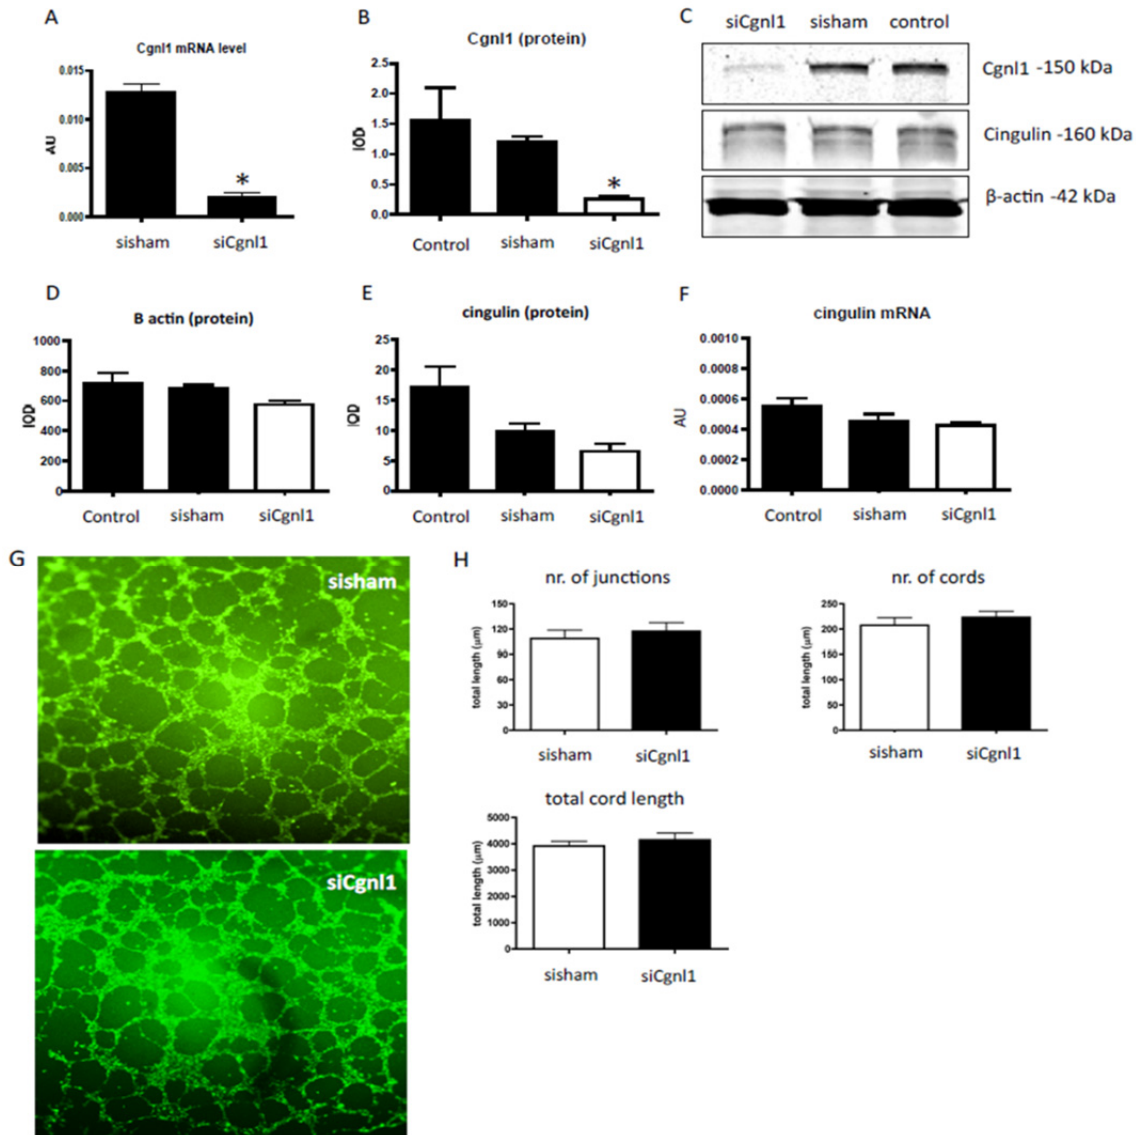 A
Cgnl1 mRNA level
0.015
0.010
0.005
0.000
AU
*
sisham
siCgnl1
B
Cgnl1 (protein)
2.5
2.0
1.5
1.0
0.5
0.0
IOD
*
Control
sisham
siCgnl1
C
siCgnl1 sisham control
Cgnl1 -150 kDa
Cingulin -160 kDa
β-actin -42 kDa
D
B actin (protein)
1000
800
600
400
200
0
IOD
Control
sisham
siCgnl1
E
cingulin (protein)
25
20
15
10
5
0
IOD
Control
sisham
siCgnl1
F
cingulin mRNA
0.0010
0.0008
0.0006
0.0004
0.0002
0.0000
AU
Control
sisham
siCgnl1
G
sisham
siCgnl1
H
nr. of junctions
150
120
90
60
30
0
total length (µm)
sisham
siCgnl1
nr. of cords
250
200
150
100
50
0
total length (µm)
sisham
siCgnl1
total cord length
5000
4000
3000
2000
1000
0
total length (µm)
sisham
siCgnl1